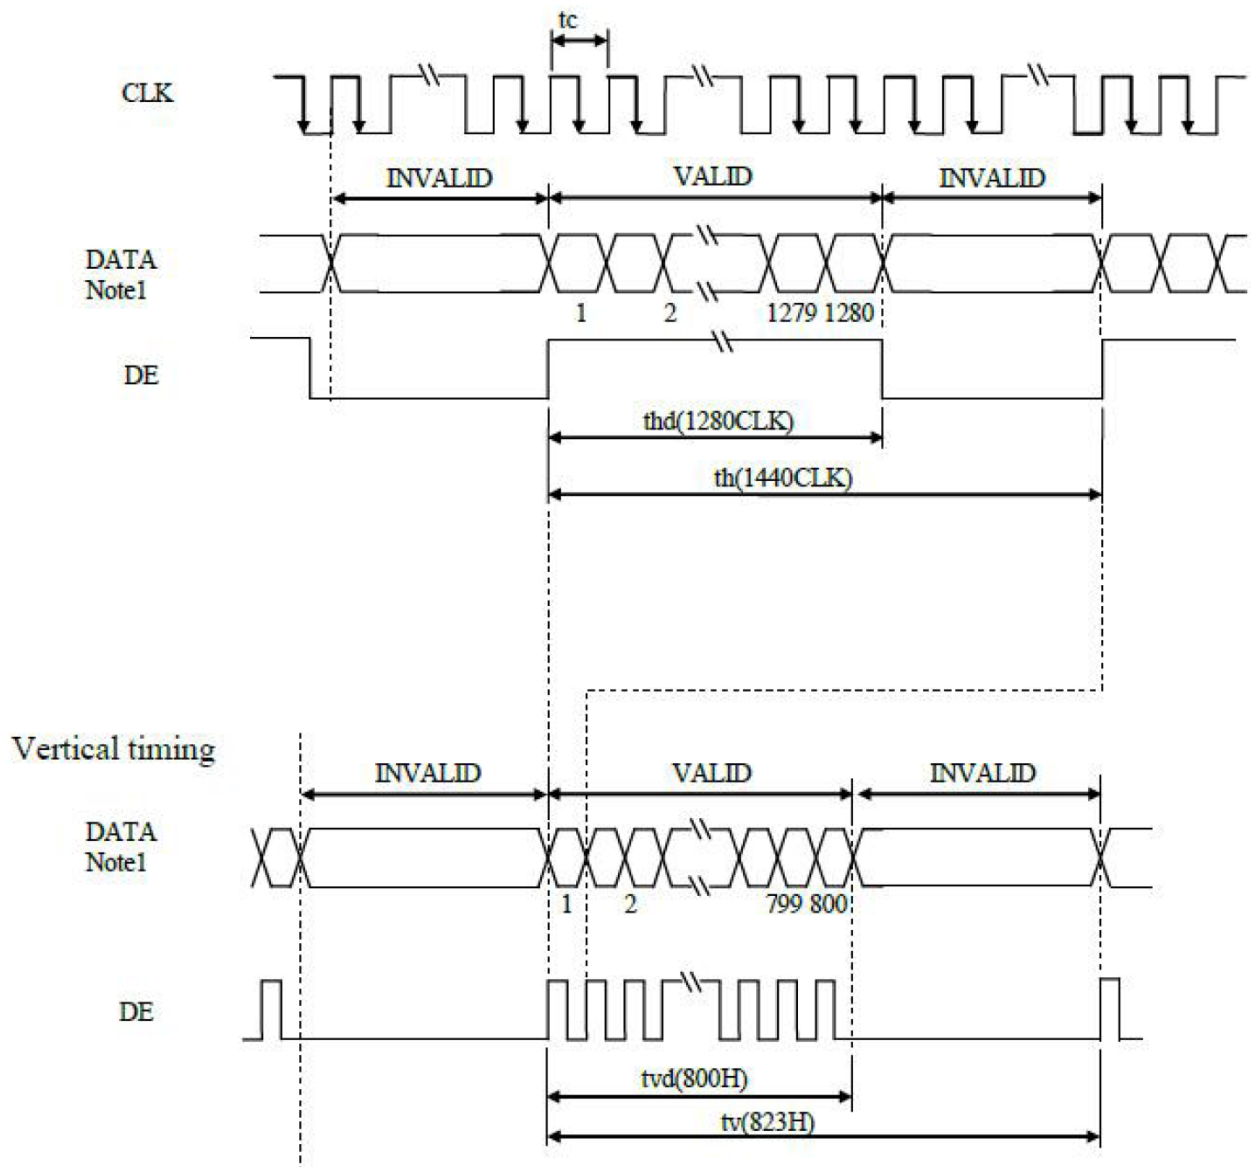 tc
CLK
INVALID VALID INVALID
DATA
Note1
1 2 1279 1280
DE
thd(1280CLK)
th(1440CLK)
Vertical timing
INVALID VALID INVALID
DATA
Note1
1 2 799 800
DE
tvd(800H)
tv(823H)